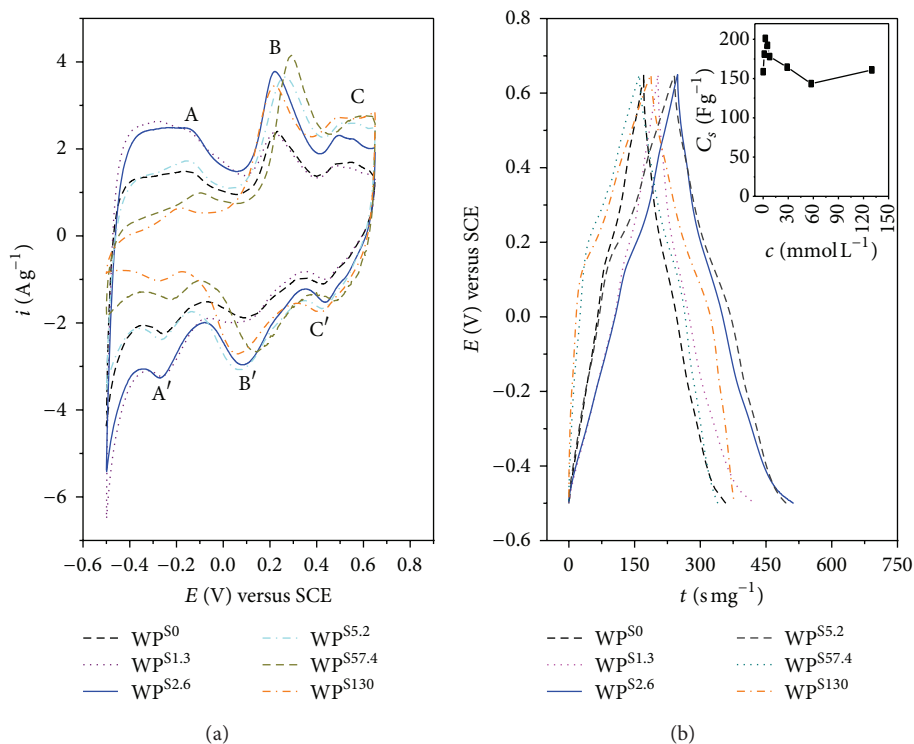 A
B
C
A′
B′
C′
4
2
0
−2
−4
−6
i (A g−1)
−0.6 −0.4 −0.2 0.0 0.2 0.4 0.6 0.8
E (V) versus SCE
WPS0
WPS1.3
WPS2.6
WPS5.2
WPS57.4
WPS130
(a)
0.8
0.6
0.4
0.2
0.0
−0.2
−0.4
−0.6
E (V) versus SCE
0 150 300 450 600 750
t (s mg−1)
200
150
100
50
0
Cs (F g−1)
0 30 60 90 120 150
c (mmol L−1)
WPS0
WPS1.3
WPS2.6
WPS5.2
WPS57.4
WPS130
(b)